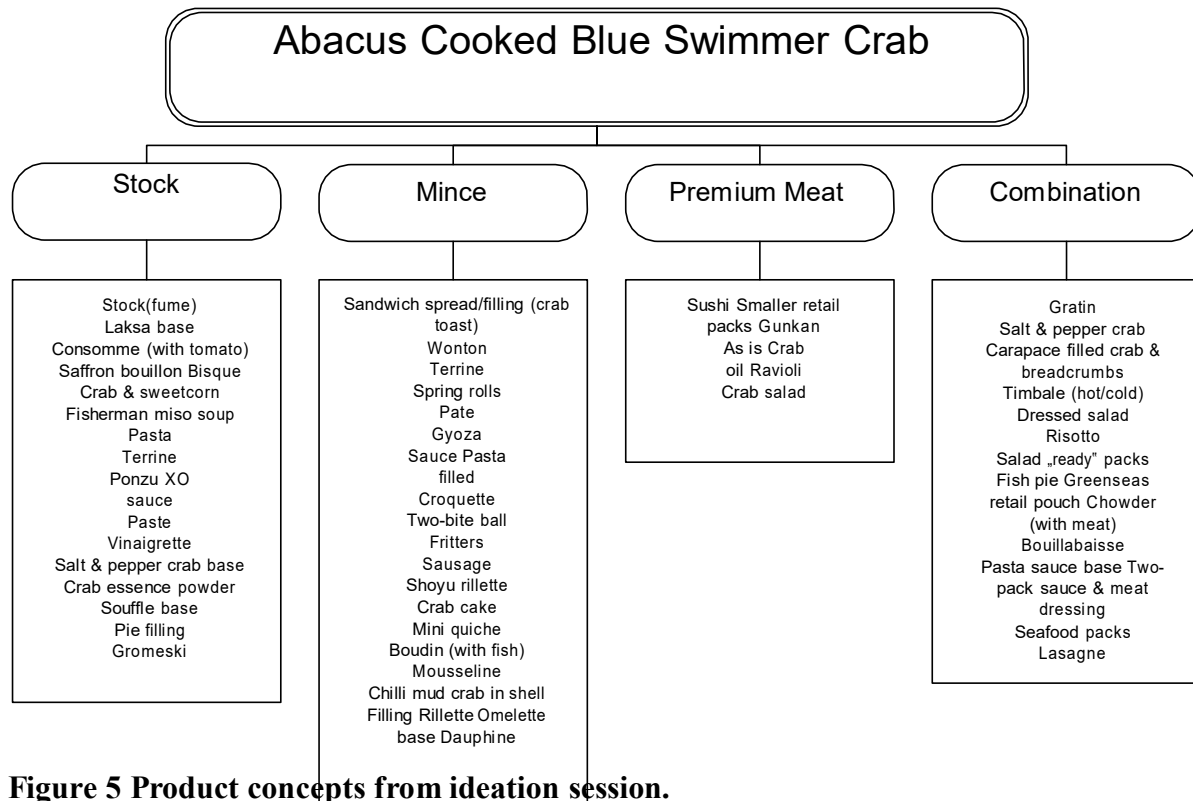 Abacus Cooked Blue Swimmer Crab
Stock
Stock(fume)
Laksa base
Consomme (with tomato)
Saffron bouillon Bisque
Crab & sweetcorn
Fisherman miso soup
Pasta
Terrine
Ponzu XO
sauce
Paste
Vinaigrette
Salt & pepper crab base
Crab essence powder
Souffle base
Pie filling
Gromeski
Mince
Sandwich spread/filling (crab
toast)
Wonton
Terrine
Spring rolls
Pate
Gyoza
Sauce Pasta
filled
Croquette
Two-bite ball
Fritters
Sausage
Shoyu rillette
Crab cake
Mini quiche
Boudin (with fish)
Mousseline
Chilli mud crab in shell
Filling Rillette Omelette
base Dauphine
Premium Meat
Sushi Smaller retail
packs Gunkan
As is Crab
oil Ravioli
Crab salad
Combination
Gratin
Salt & pepper crab
Carapace filled crab &
breadcrumbs
Timbale (hot/cold)
Dressed salad
Risotto
Salad „ready" packs
Fish pie Greenseas
retail pouch Chowder
(with meat)
Bouillabaisse
Pasta sauce base Two-
pack sauce & meat
dressing
Seafood packs
Lasagne
Figure 5 Product concepts from ideation session.